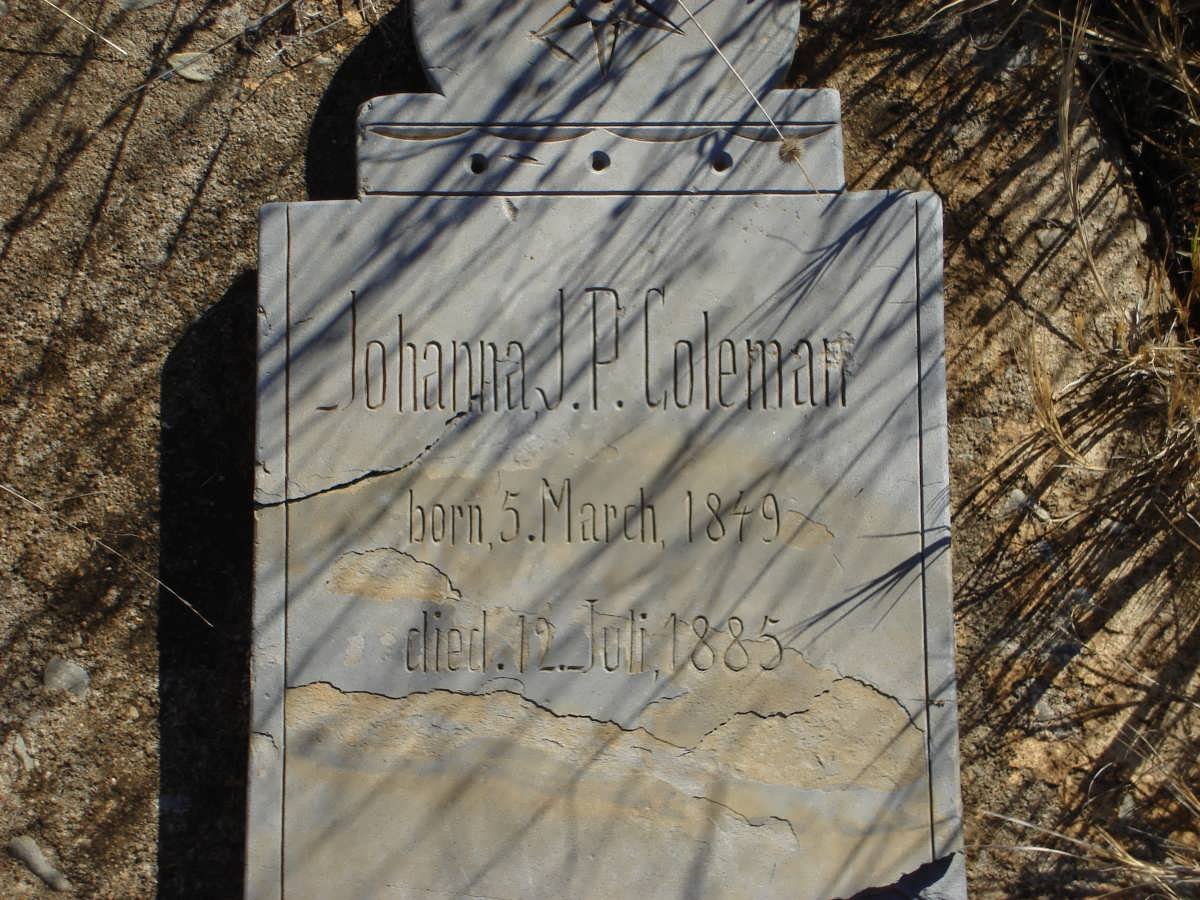 Johanna, J. P. Coleman
born, 5. March, 1849
died. 12. Juli, 1885